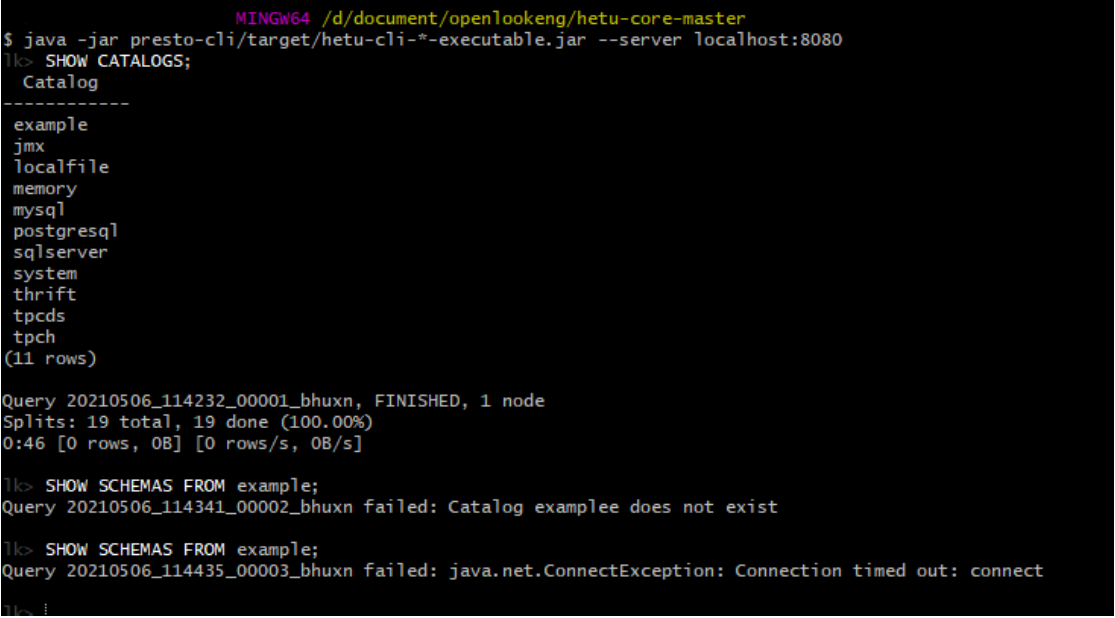 MINGW64 /d/document/openlookeng/hetu-core-master
$ java -jar presto-cli/target/hetu-cli-*-executable.jar --server localhost:8080
lk> SHOW CATALOGS;
Catalog
------------
example
jmx
localfile
memory
mysql
postgresql
sqlserver
system
thrift
tpcds
tpch
(11 rows)
Query 20210506_114232_00001_bhuxn, FINISHED, 1 node
Splits: 19 total, 19 done (100.00%)
0:46 [0 rows, 0B] [0 rows/s, 0B/s]
lk> SHOW SCHEMAS FROM example;
Query 20210506_114341_00002_bhuxn failed: Catalog examplee does not exist
lk> SHOW SCHEMAS FROM example;
Query 20210506_114435_00003_bhuxn failed: java.net.ConnectException: Connection timed out: connect
lk>